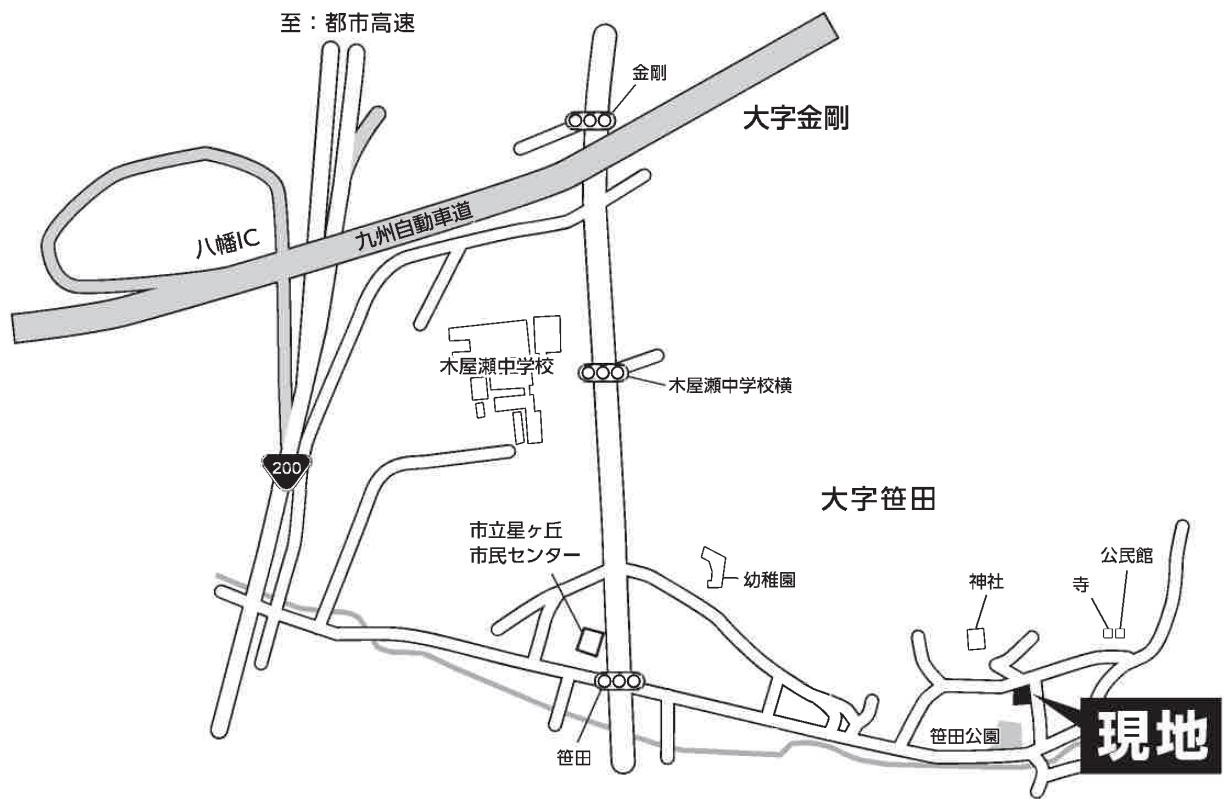 至：都市高速
金剛
大字金剛
八幡IC
九州自動車道
木屋瀬中学校
木屋瀬中学校横
200
大字笹田
市立星ヶ丘
市民センター
幼稚園
神社
寺
公民館
笹田
笹田公園
現地